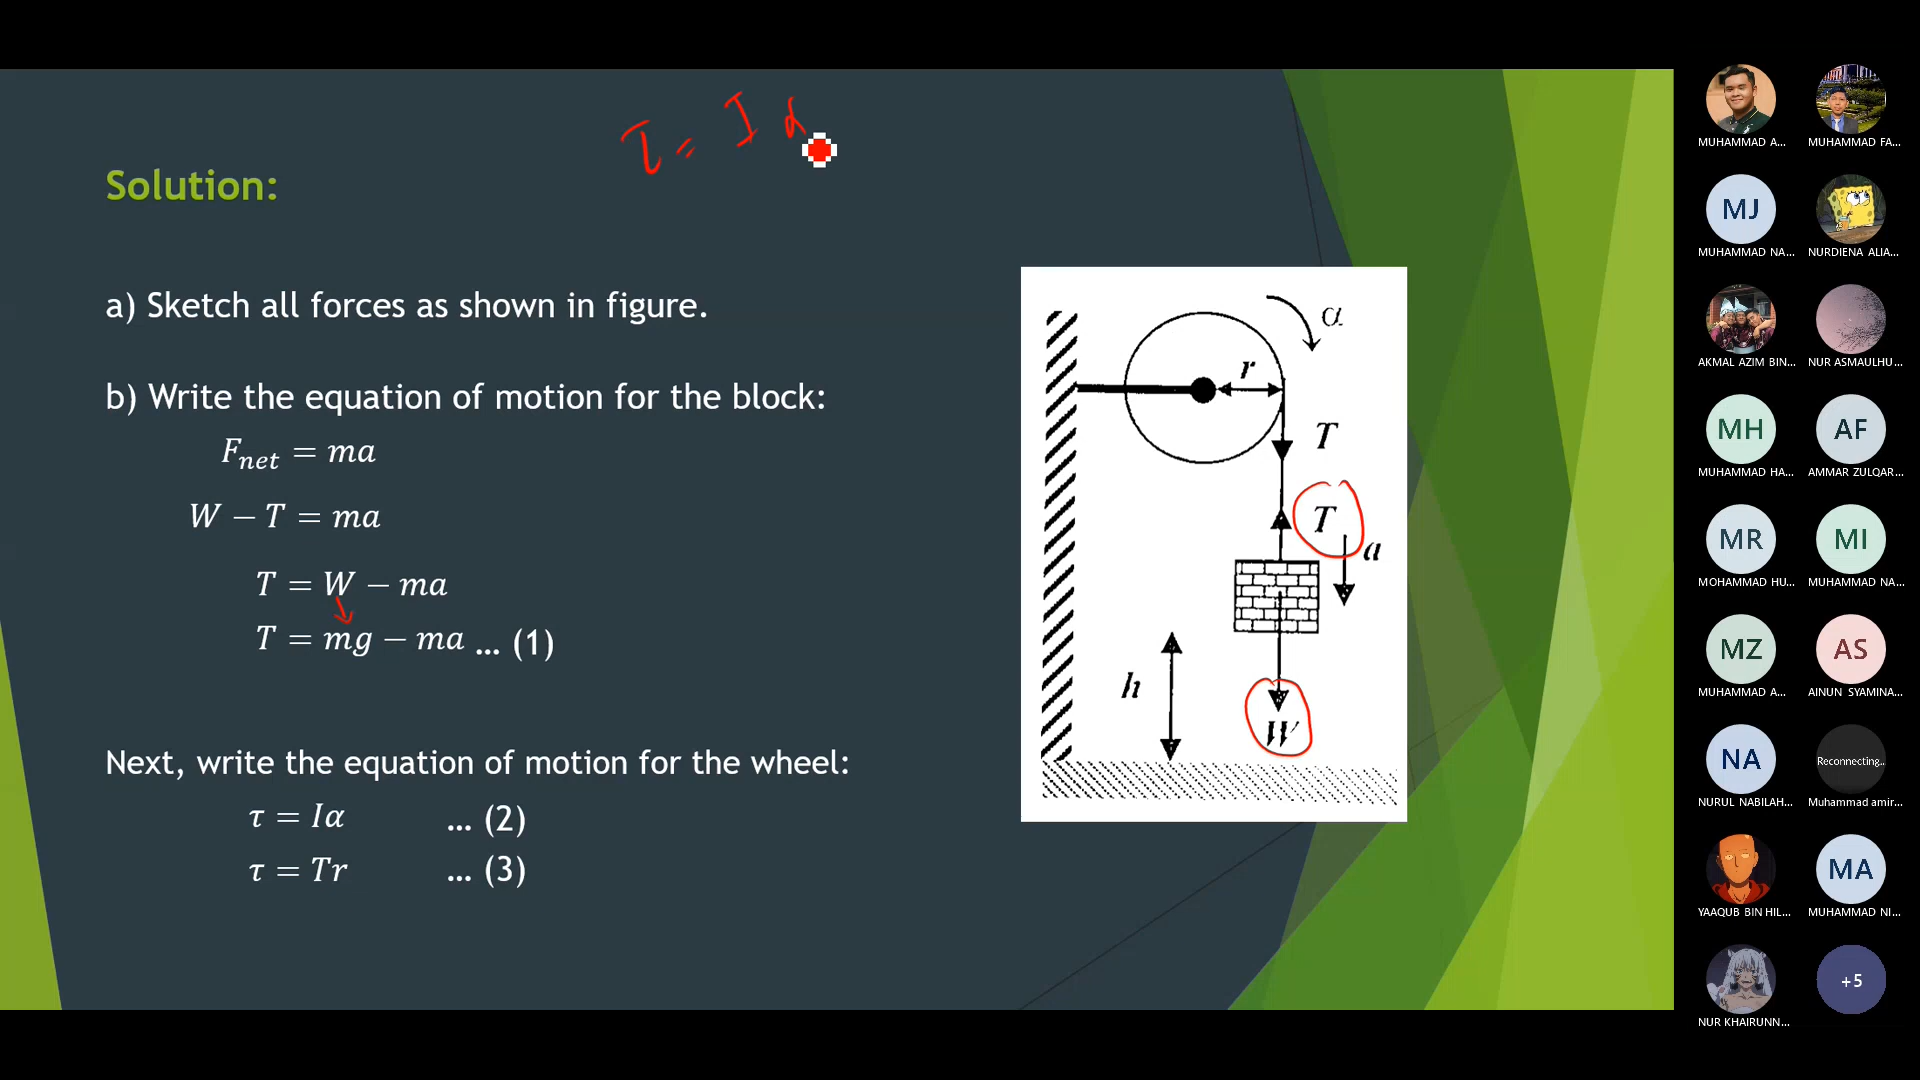 τ = I α
Solution:
a) Sketch all forces as shown in figure.
b) Write the equation of motion for the block:
Fnet = ma
W − T = ma
T = W − ma
T = mg − ma ... (1)
Next, write the equation of motion for the wheel:
τ = Iα ... (2)
τ = Tr ... (3)
α
r
T
T
a
h
W
MUHAMMAD A...
MUHAMMAD FA...
MJ
MUHAMMAD NA...
NURDIENA ALIA...
AKMAL AZIM BIN...
NUR ASMAULHU...
MH
MUHAMMAD HA...
AF
AMMAR ZULQAR...
MR
MOHAMMAD HU...
MI
MUHAMMAD NA...
MZ
MUHAMMAD A...
AS
AINUN SYAMINA...
NA
NURUL NABILAH...
Reconnecting...
Muhammad amir...
YAAQUB BIN HIL...
MA
MUHAMMAD NI...
NUR KHAIRUNN...
+5